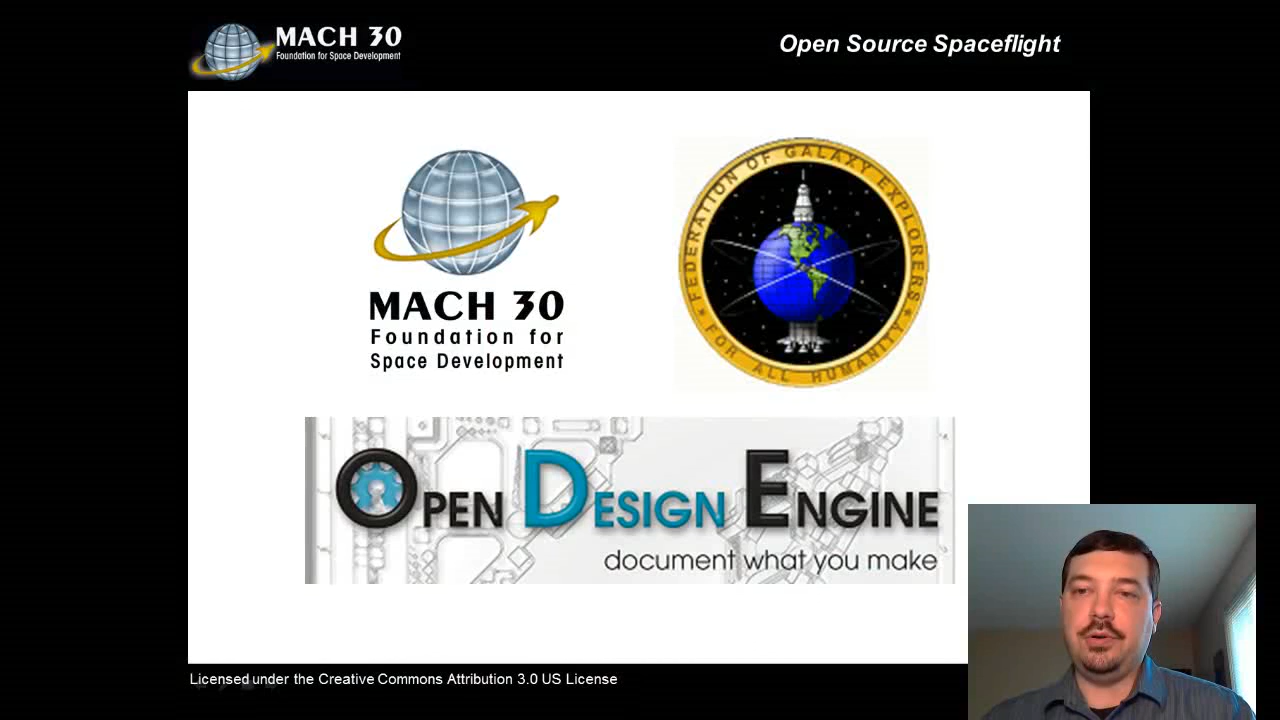 MACH 30
Foundation for Space Development
Open Source Spaceflight
MACH 30
Foundation for
Space Development
FEDERATION OF GALAXY EXPLORERS
FOR ALL HUMANITY
OPEN DESIGN ENGINE
document what you make
Licensed under the Creative Commons Attribution 3.0 US License